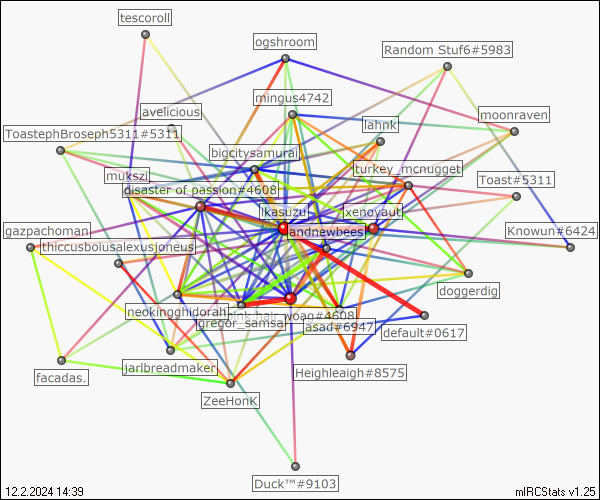 tescoroll
ogshroom
Random Stuf6#5983
mingus4742
avelicious
moonraven
lahnk
ToastephBroseph5311#5311
bigcitysamurai
turkey_mcnugget
mukszi
Toast#5311
disaster of passion#4608
ikasuzu
xenoyaut
gazpachoman
andnewbees
Knowun#6424
thiccusboiusalexusjoneus
doggerdig
neokingghidorah
pink hair woag#4608
gregor_samsa
asad#6947
default#0617
jarlbreadmaker
Heighleaigh#8575
facadas.
ZeeHonK
Duck™#9103
12.2.2024 14:39
mIRCStats v1.25